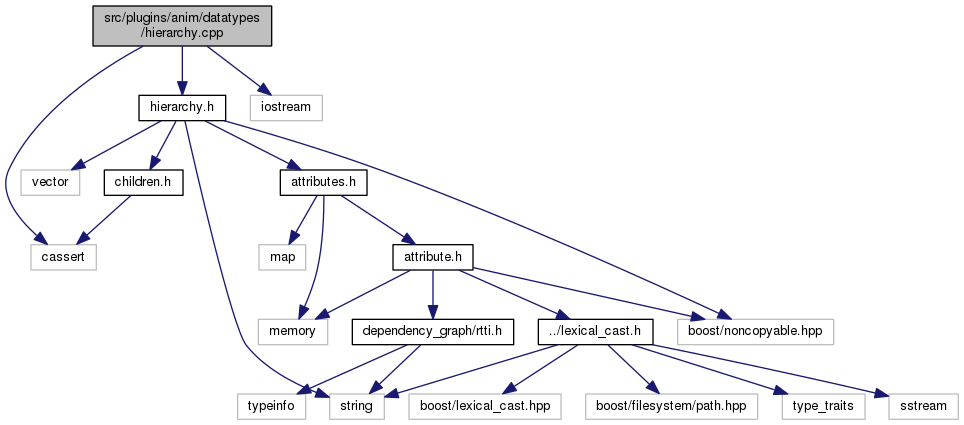 src/plugins/anim/datatypes
/hierarchy.cpp
hierarchy.h
iostream
vector
children.h
attributes.h
cassert
map
attribute.h
memory
dependency_graph/rtti.h
../lexical_cast.h
boost/noncopyable.hpp
typeinfo
string
boost/lexical_cast.hpp
boost/filesystem/path.hpp
type_traits
sstream